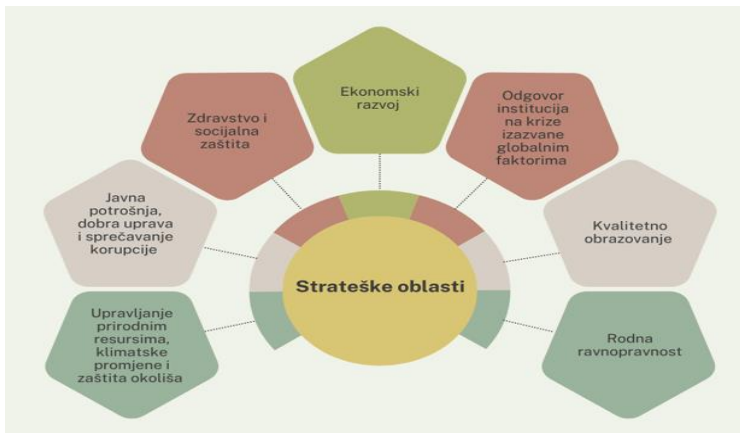 Ekonomski
razvoj
Zdravstvo i
socijalna
zaštita
Odgovor
institucija
na krize
izazvane
globalnim
faktorima
Javna
potrošnja,
dobra uprava
i sprečavanje
korupcije
Kvalitetno
obrazovanje
Strateške oblasti
Upravljanje
prirodnim
resursima,
klimatske
promjene i
zaštita okoliša
Rodna
ravnopravnost